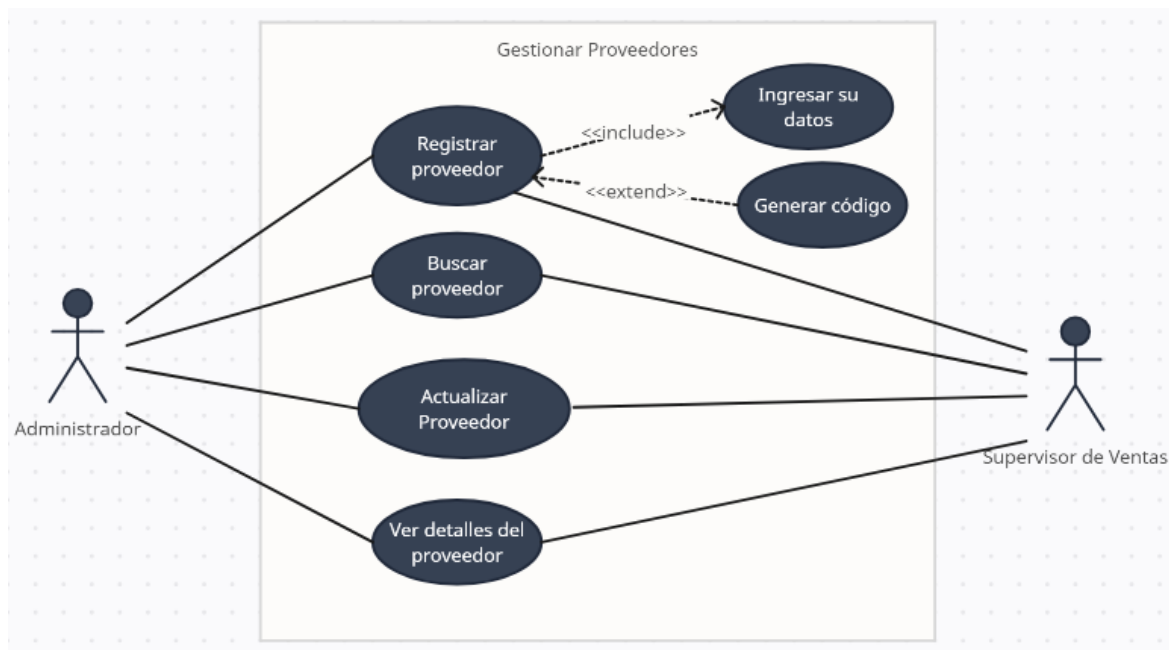 Gestionar Proveedores
Ingresar su
datos
Registrar
proveedor
<<include>>
<<extend>>
Generar código
Buscar
proveedor
Actualizar
Proveedor
Administrador
Supervisor de Ventas
Ver detalles del
proveedor